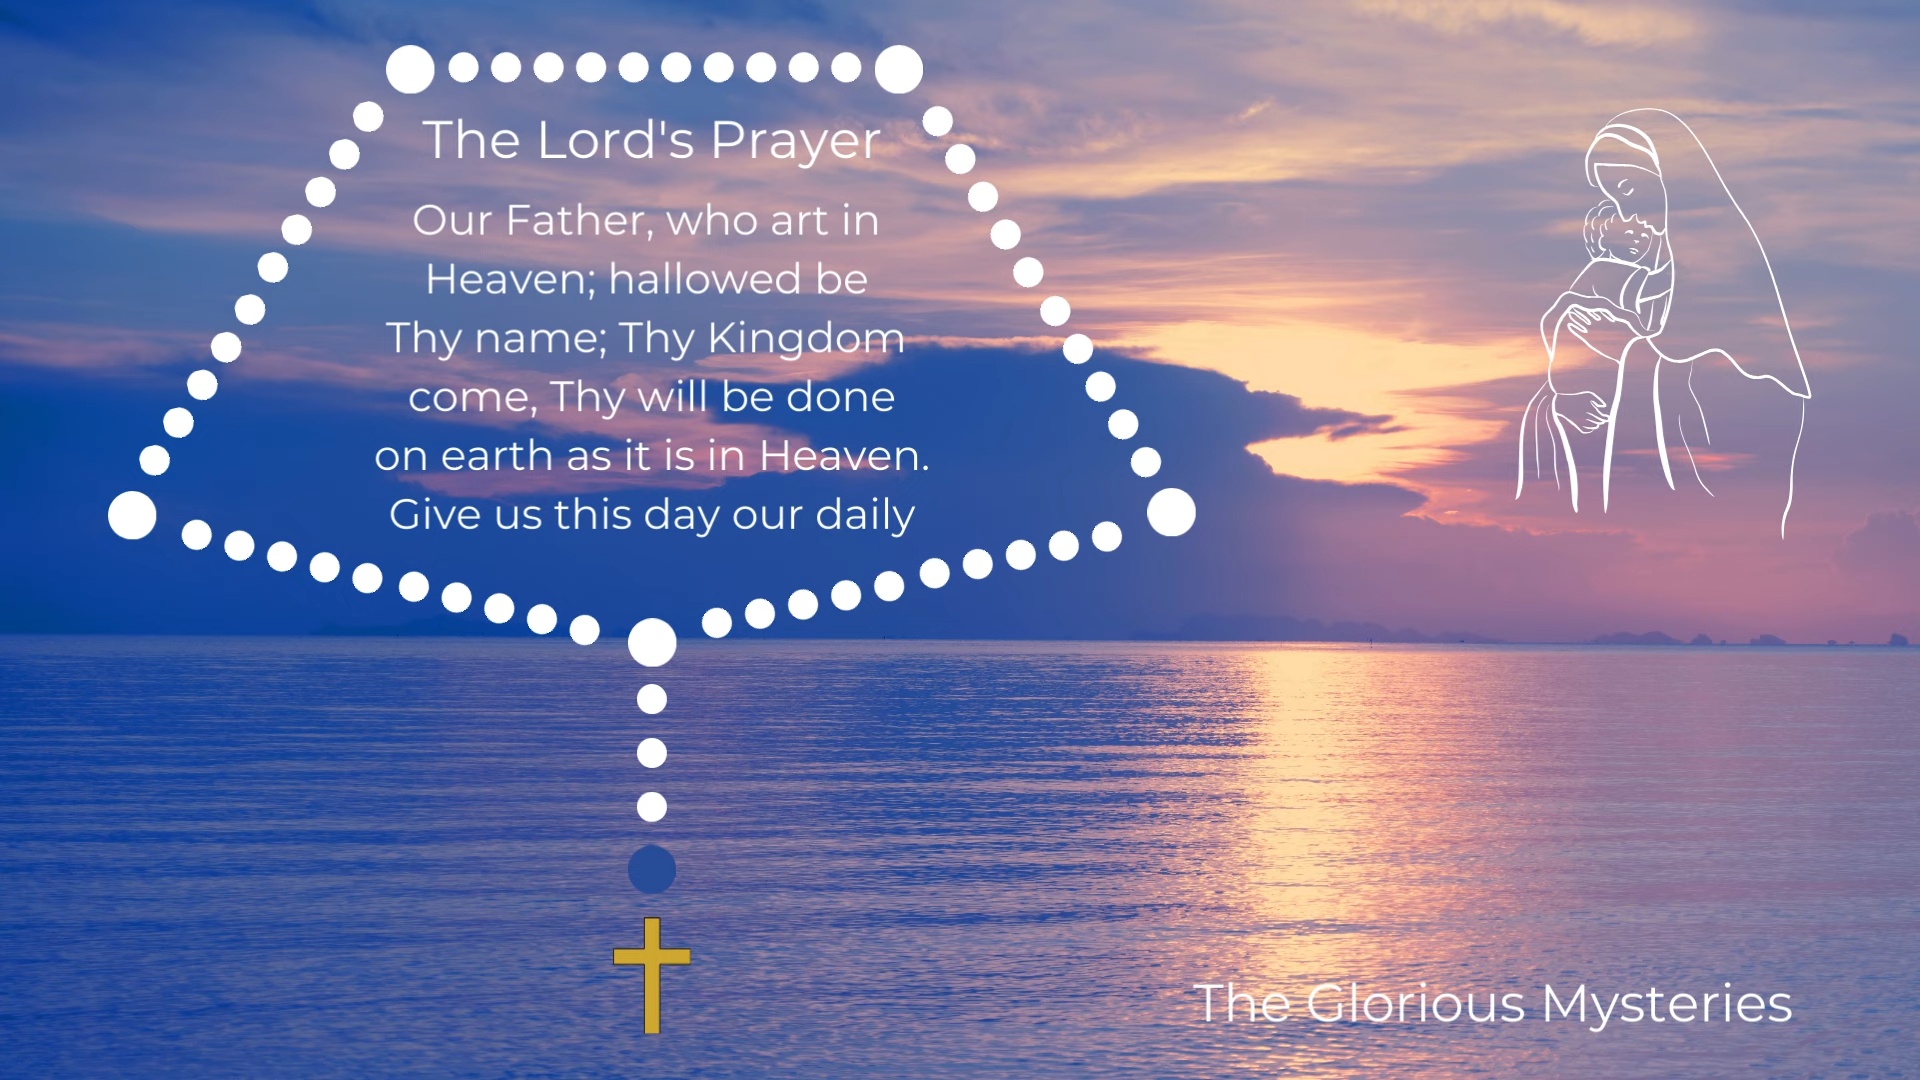 The Lord's Prayer
Our Father, who art in
Heaven; hallowed be
Thy name; Thy Kingdom
come, Thy will be done
on earth as it is in Heaven.
Give us this day our daily
The Glorious Mysteries